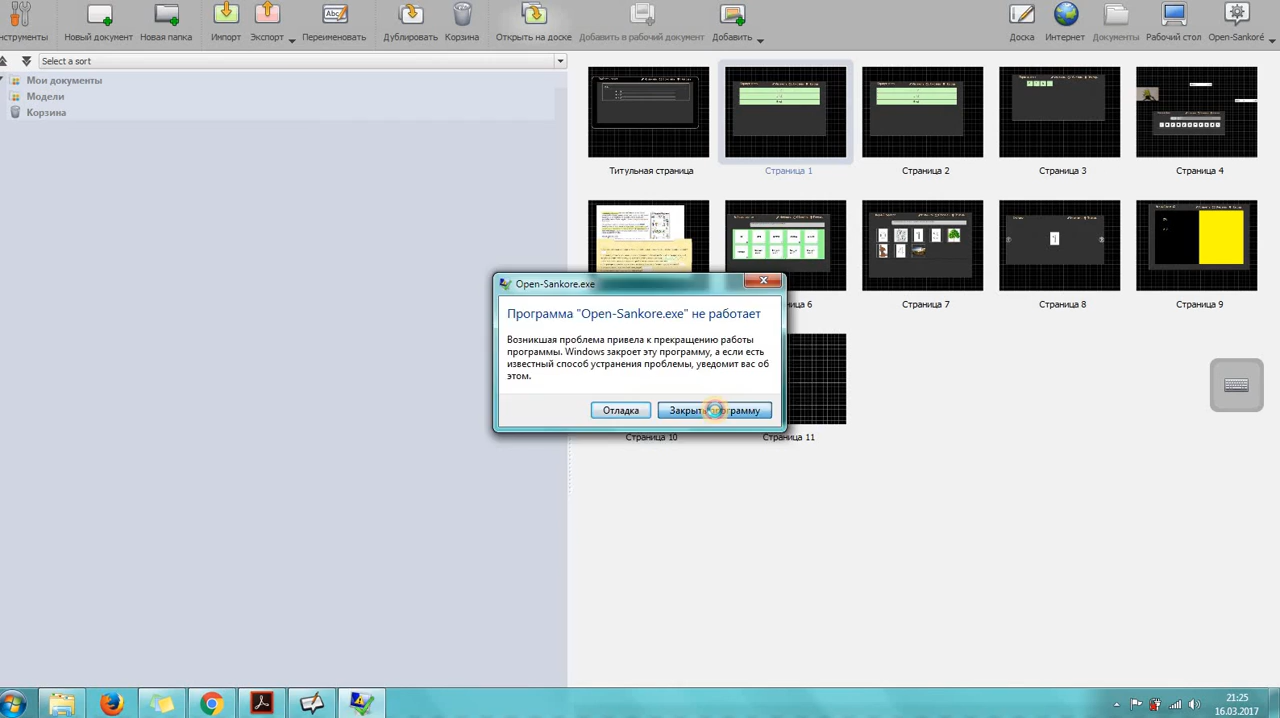 нструменты
Новый документ
Новая папка
Импорт
Экспорт
Переименовать
Дублировать
Корзина
Открыть на доске
Добавить в рабочий документ
Добавить
Доска
Интернет
Документы
Рабочий стол
Open-Sankoré
Select a sort
Мои документы
Модели
Корзина
Титульная страница
Страница 1
Страница 2
Страница 3
Страница 4
ца 6
Страница 7
Страница 8
Страница 9
Open-Sankore.exe
Программа "Open-Sankore.exe" не работает
Возникшая проблема привела к прекращению работы
программы. Windows закроет эту программу, а если есть
известный способ устранения проблемы, уведомит вас об
этом.
Отладка
Закрыть программу
Страница 10
Страница 11
21:25
16.03.2017